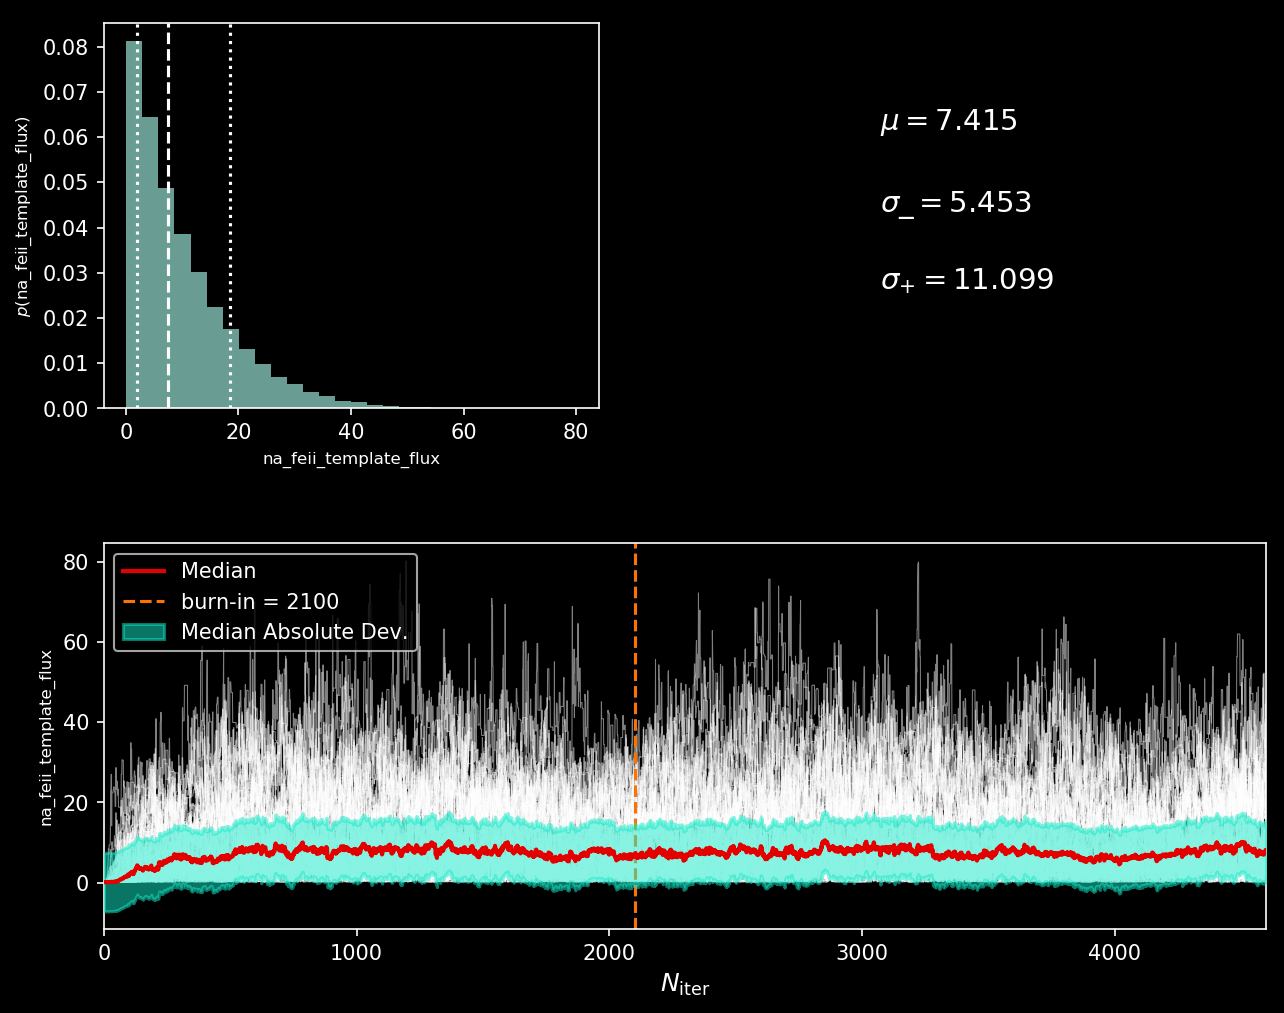 0.08
0.07
0.06
0.05
0.04
0.03
0.02
0.01
0.00
p(na_feii_template_flux)
0 20 40 60 80
na_feii_template_flux
μ = 7.415
σ₋ = 5.453
σ₊ = 11.099
80
60
40
20
0
na_feii_template_flux
Median
burn-in = 2100
Median Absolute Dev.
0 1000 2000 3000 4000
N_iter